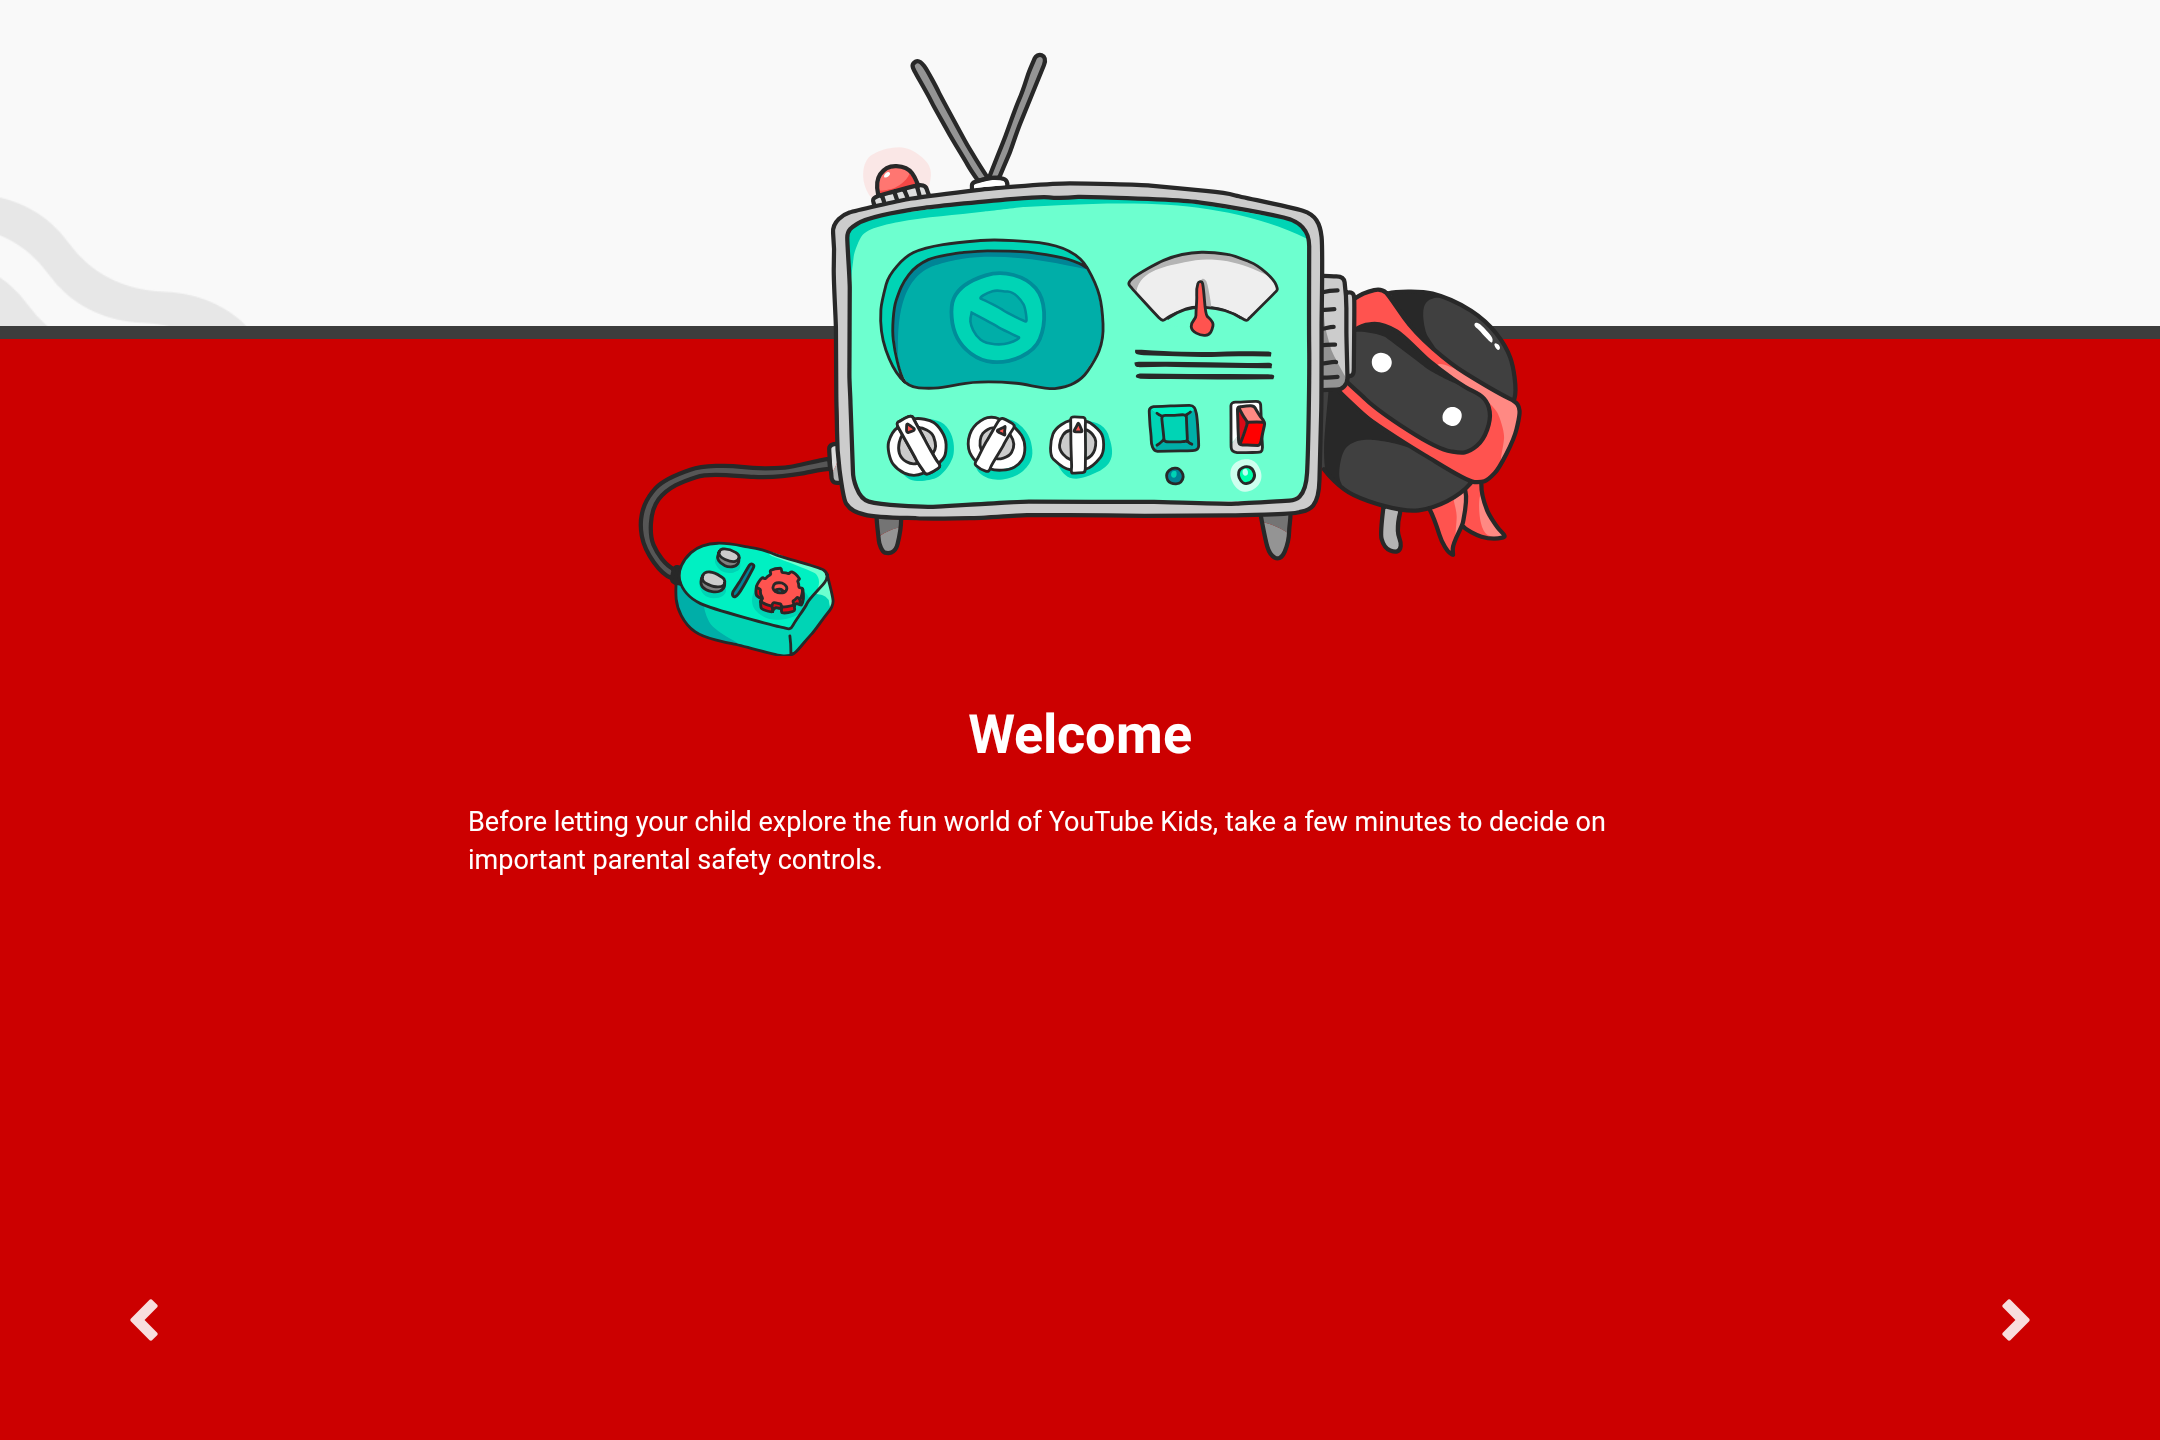 Welcome
Before letting your child explore the fun world of YouTube Kids, take a few minutes to decide on
important parental safety controls.